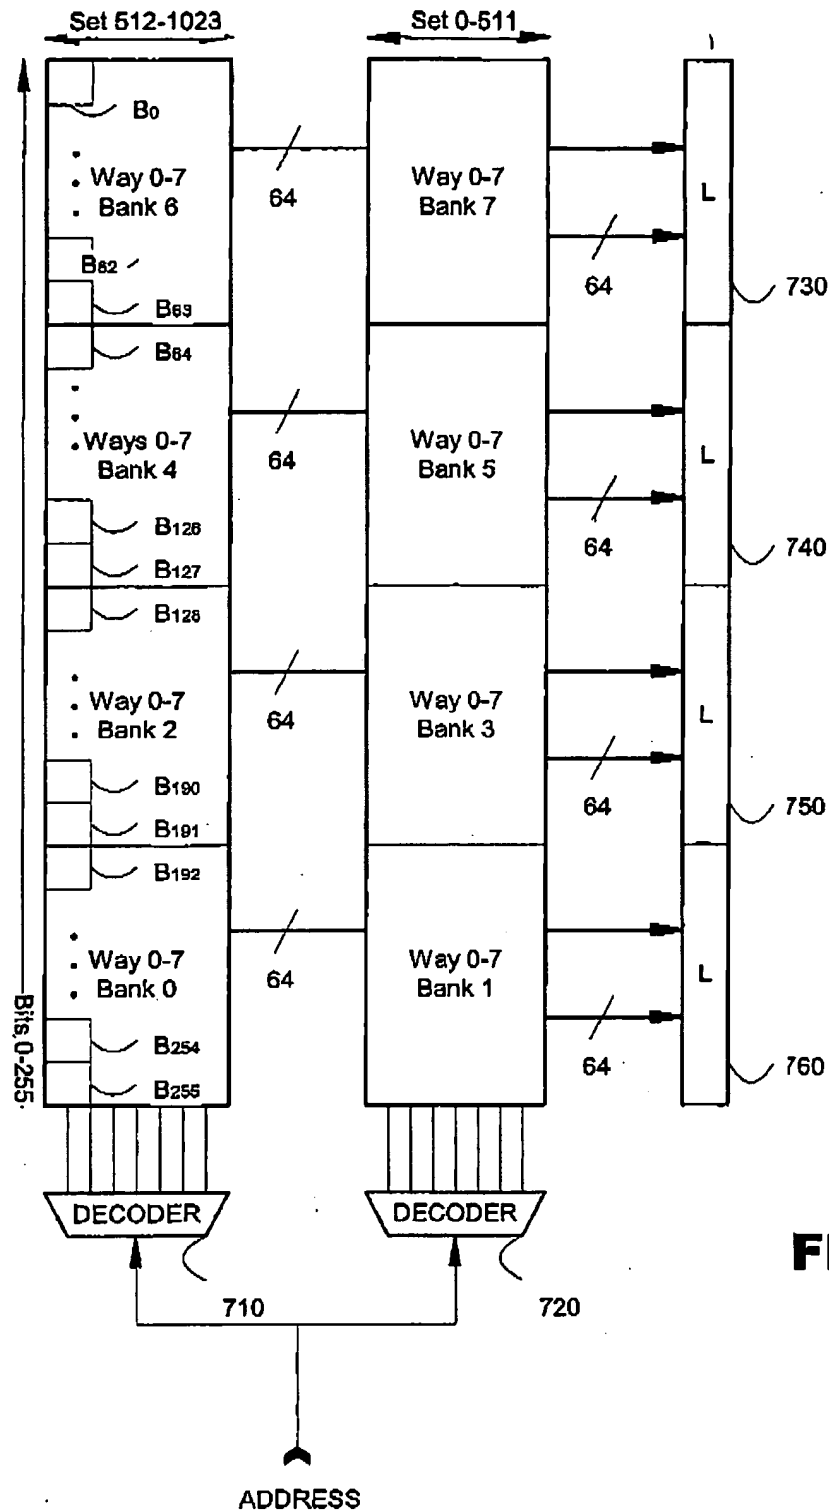 Set 512-1023 Set 0-511
B0
Way 0-7
Bank 6
64
Way 0-7
Bank 7
L
B62
64
730
B63
B64
Ways 0-7
Bank 4
64
Way 0-7
Bank 5
L
B126
64
740
B127
B128
Way 0-7
Bank 2
64
Way 0-7
Bank 3
L
B190
64
750
B191
B192
Way 0-7
Bank 0
64
Way 0-7
Bank 1
L
Bits 0-255
B254
64
760
B255
DECODER DECODER
710 720
ADDRESS